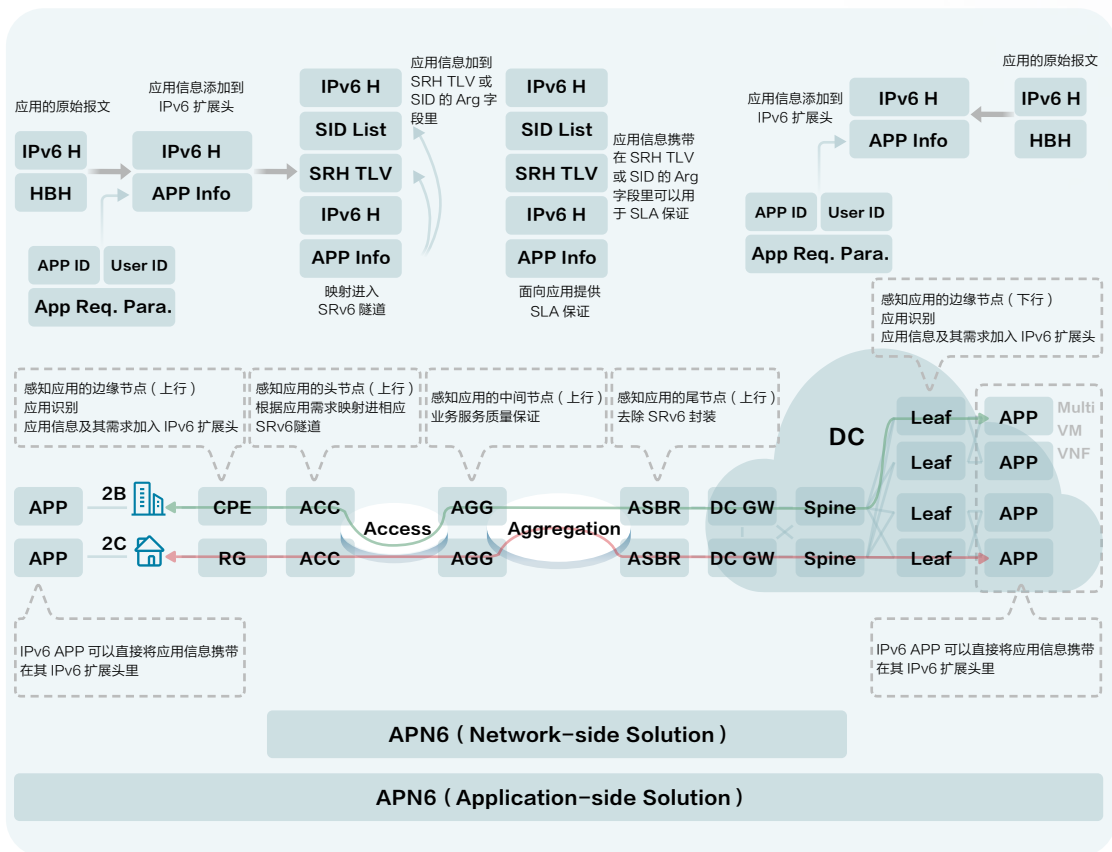 应用的原始报文
IPv6 H
HBH
应用信息添加到
IPv6 扩展头
IPv6 H
APP Info
APP ID
User ID
App Req. Para.
IPv6 H
SID List
SRH TLV
IPv6 H
APP Info
映射进入
SRv6 隧道
应用信息加到
SRH TLV 或
SID 的 Arg 字
段里
IPv6 H
SID List
SRH TLV
IPv6 H
APP Info
面向应用提供
SLA 保证
应用信息携带
在 SRH TLV
或 SID 的 Arg
字段里可以用
于 SLA 保证
应用信息添加到
IPv6 扩展头
IPv6 H
APP Info
应用的原始报文
IPv6 H
HBH
APP ID
User ID
App Req. Para.
感知应用的边缘节点（下行）
应用识别
应用信息及其需求加入 IPv6 扩展头
感知应用的边缘节点（上行）
应用识别
应用信息及其需求加入 IPv6 扩展头
感知应用的头节点（上行）
根据应用需求映射进相应
SRv6隧道
感知应用的中间节点（上行）
业务服务质量保证
感知应用的尾节点（上行）
去除 SRv6 封装
DC
Leaf
APP
Multi
VM
VNF
Leaf
APP
APP
2B
CPE
ACC
Access
AGG
Aggregation
ASBR
DC GW
Spine
Leaf
APP
APP
2C
RG
ACC
AGG
ASBR
DC GW
Spine
Leaf
APP
IPv6 APP 可以直接将应用信息携带
在其 IPv6 扩展头里
IPv6 APP 可以直接将应用信息携带
在其 IPv6 扩展头里
APN6（Network-side Solution）
APN6（Application-side Solution）